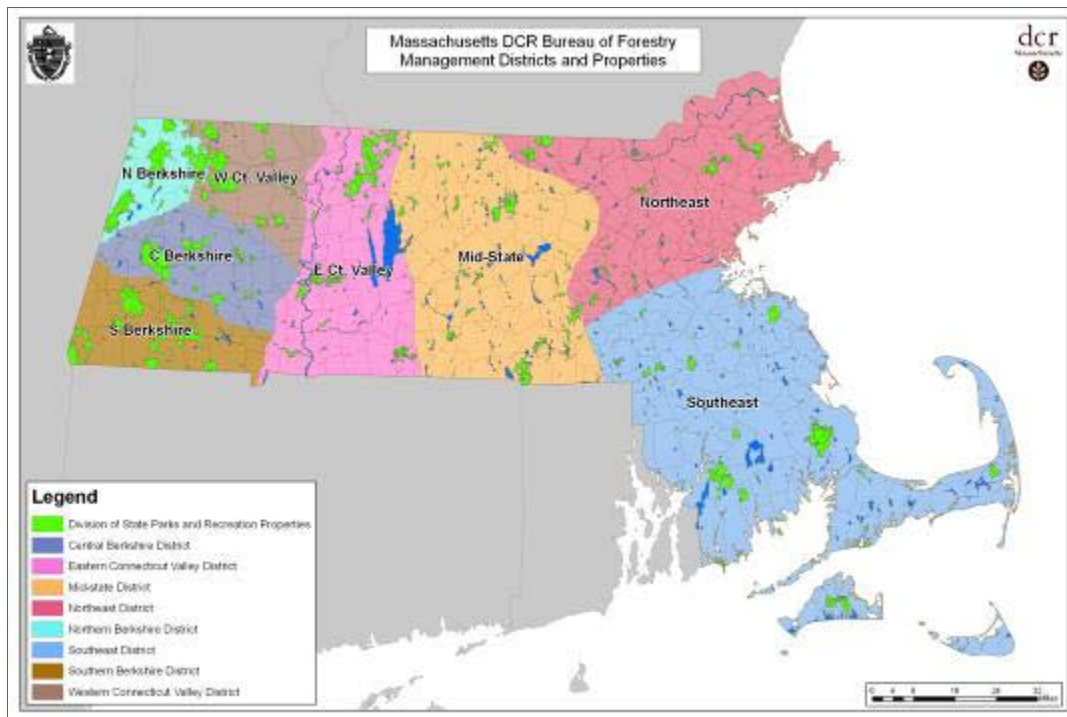 Massachusetts DCR Bureau of Forestry
Management Districts and Properties
dcr
Massachusetts
N Berkshire
W Ct. Valley
Northeast
C Berkshire
E Ct. Valley
Mid-State
S Berkshire
Southeast
Legend
Division of State Parks and Recreation Properties
Central Berkshire District
Eastern Connecticut Valley District
Mid-state District
Northeast District
Northern Berkshire District
Southeast District
Southern Berkshire District
Western Connecticut Valley District